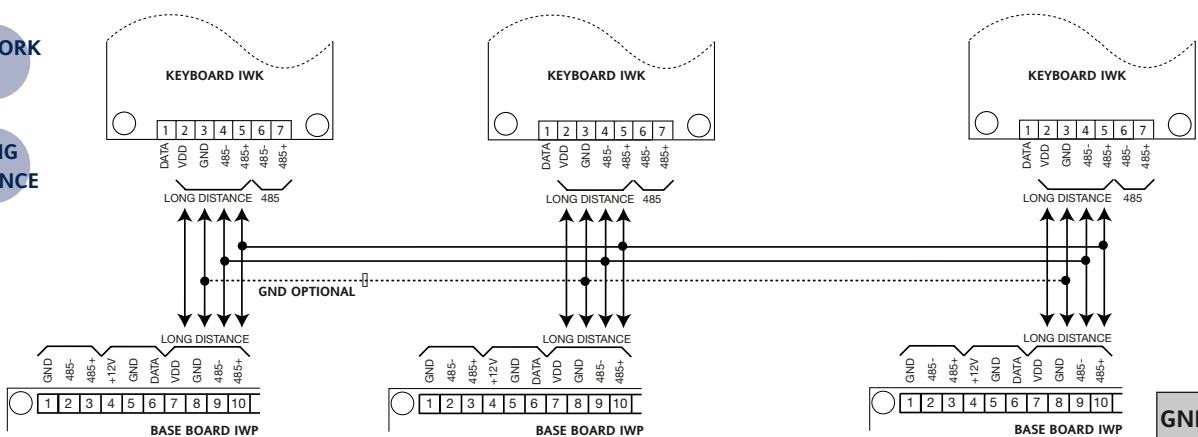 ORK
NG
NCE
KEYBOARD IWK
1 2 3 4 5 6 7
DATA VDD GND 485- 485+ 485- 485+
LONG DISTANCE 485
KEYBOARD IWK
1 2 3 4 5 6 7
DATA VDD GND 485- 485+ 485- 485+
LONG DISTANCE 485
KEYBOARD IWK
1 2 3 4 5 6 7
DATA VDD GND 485- 485+ 485- 485+
LONG DISTANCE 485
GND OPTIONAL
LONG DISTANCE
GND 485- 485+ +12V GND DATA VDD GND 485- 485+
1 2 3 4 5 6 7 8 9 10
BASE BOARD IWP
LONG DISTANCE
GND 485- 485+ +12V GND DATA VDD GND 485- 485+
1 2 3 4 5 6 7 8 9 10
BASE BOARD IWP
LONG DISTANCE
GND 485- 485+ +12V GND DATA VDD GND 485- 485+
1 2 3 4 5 6 7 8 9 10
BASE BOARD IWP
GND